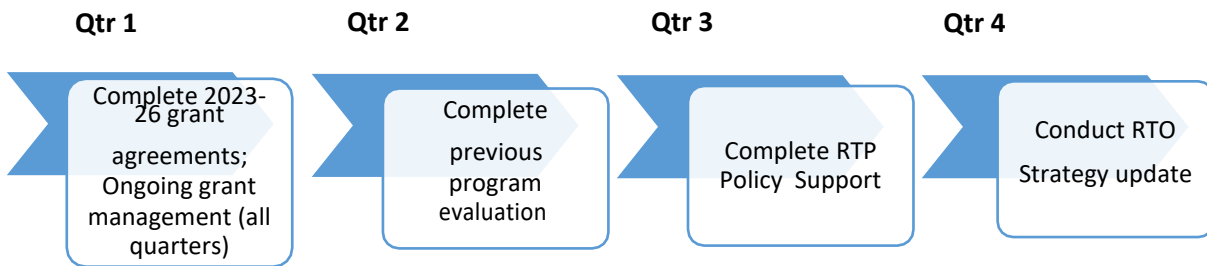 Qtr 1
Qtr 2
Qtr 3
Qtr 4
Complete 2023-
26 grant
agreements;
Ongoing grant
management (all
quarters)
Complete
previous
program
evaluation
Complete RTP
Policy Support
Conduct RTO
Strategy update